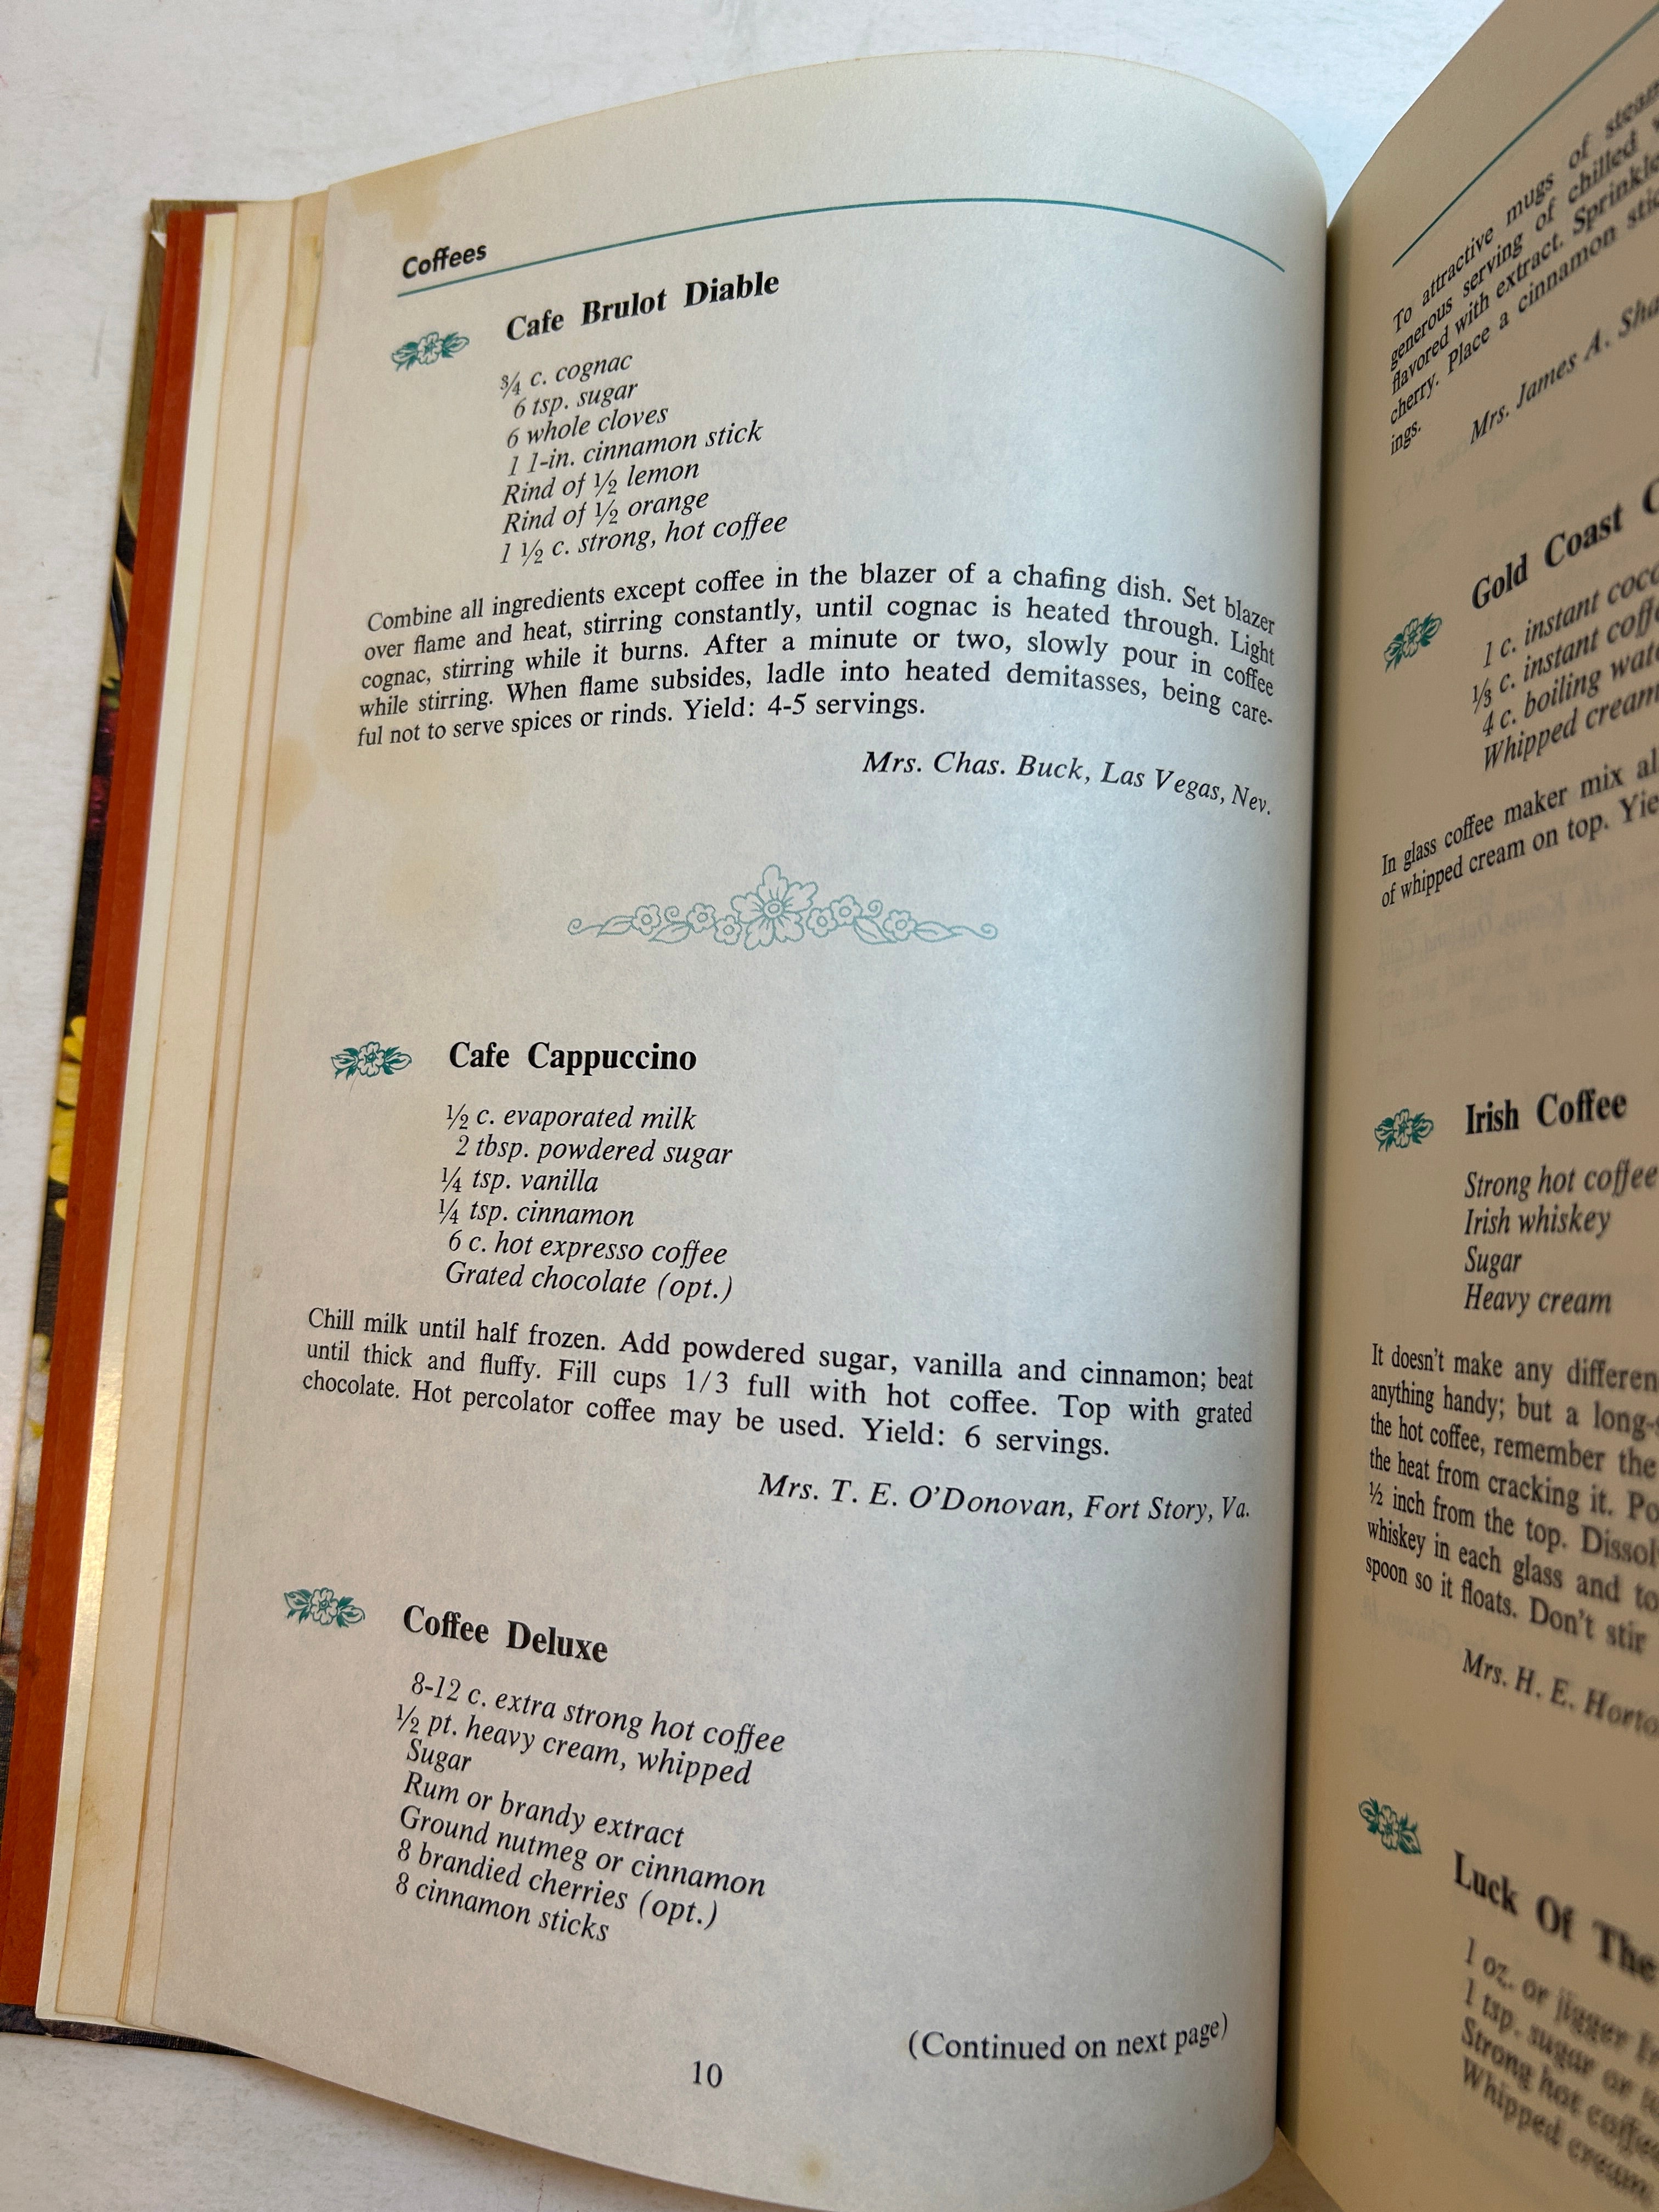 Coffees
Cafe Brulot Diable
3/4 c. cognac
6 tsp. sugar
6 whole cloves
1 1-in. cinnamon stick
Rind of 1/2 lemon
Rind of 1/2 orange
1 1/2 c. strong, hot coffee
Combine all ingredients except coffee in the blazer of a chafing dish. Set blazer
over flame and heat, stirring constantly, until cognac is heated through. Light
cognac, stirring while it burns. After a minute or two, slowly pour in coffee
while stirring. When flame subsides, ladle into heated demitasses, being care-
ful not to serve spices or rinds. Yield: 4-5 servings.
Mrs. Chas. Buck, Las Vegas, Nev.
Cafe Cappuccino
1/2 c. evaporated milk
2 tbsp. powdered sugar
1/4 tsp. vanilla
1/4 tsp. cinnamon
6 c. hot expresso coffee
Grated chocolate (opt.)
Chill milk until half frozen. Add powdered sugar, vanilla and cinnamon; beat
until thick and fluffy. Fill cups 1/3 full with hot coffee. Top with grated
chocolate. Hot percolator coffee may be used. Yield: 6 servings.
Mrs. T. E. O'Donovan, Fort Story, Va.
Coffee Deluxe
8-12 c. extra strong hot coffee
1/2 pt. heavy cream, whipped
Sugar
Rum or brandy extract
Ground nutmeg or cinnamon
8 brandied cherries (opt.)
8 cinnamon sticks
(Continued on next page)
10
To attractive mugs of
generous serving of chilled
flavored with extract. Sprinkle
cherry. Place a cinnamon
ings.
Mrs. James A.
Gold Coast
1 c. instant
1/3 c. instant
4 c. boiling
Whipped cream
In glass coffee maker mix
of whipped cream on top.
Irish Coffee
Strong hot coffee
Irish whiskey
Sugar
Heavy cream
It doesn't make any
anything handy; but a
the hot coffee, remember the
the heat from cracking it.
1/2 inch from the top.
whiskey in each glass and
spoon so it floats. Don't stir
Mrs. H. E.
Luck Of The
1 oz. or jigger
1 tsp. sugar or
Strong hot
Whipped cream